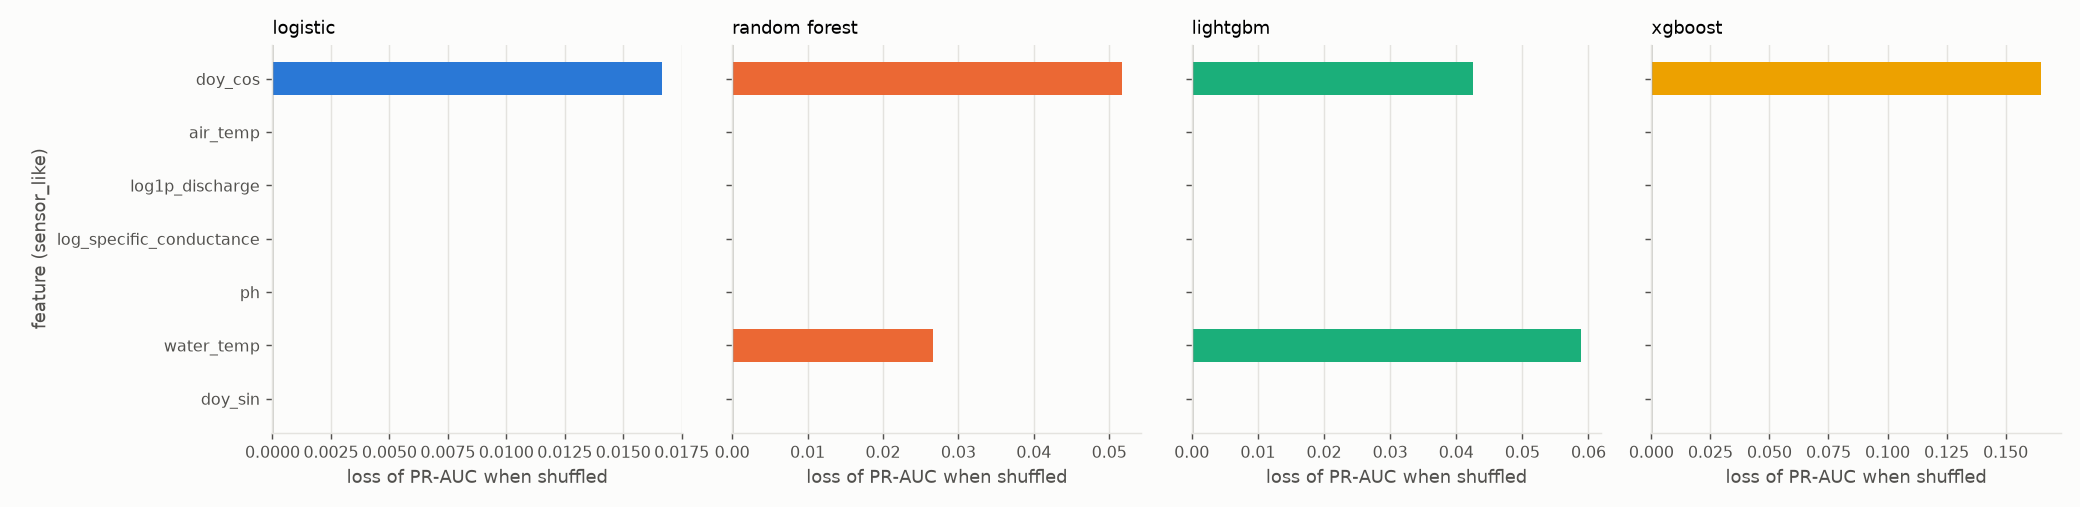 logistic
random forest
lightgbm
xgboost
feature (sensor_like)
doy_cos
air_temp
log1p_discharge
log_specific_conductance
ph
water_temp
doy_sin
0.0000 0.0025 0.0050 0.0075 0.0100 0.0125 0.0150 0.0175
loss of PR-AUC when shuffled
0.00 0.01 0.02 0.03 0.04 0.05
loss of PR-AUC when shuffled
0.00 0.01 0.02 0.03 0.04 0.05 0.06
loss of PR-AUC when shuffled
0.000 0.025 0.050 0.075 0.100 0.125 0.150
loss of PR-AUC when shuffled